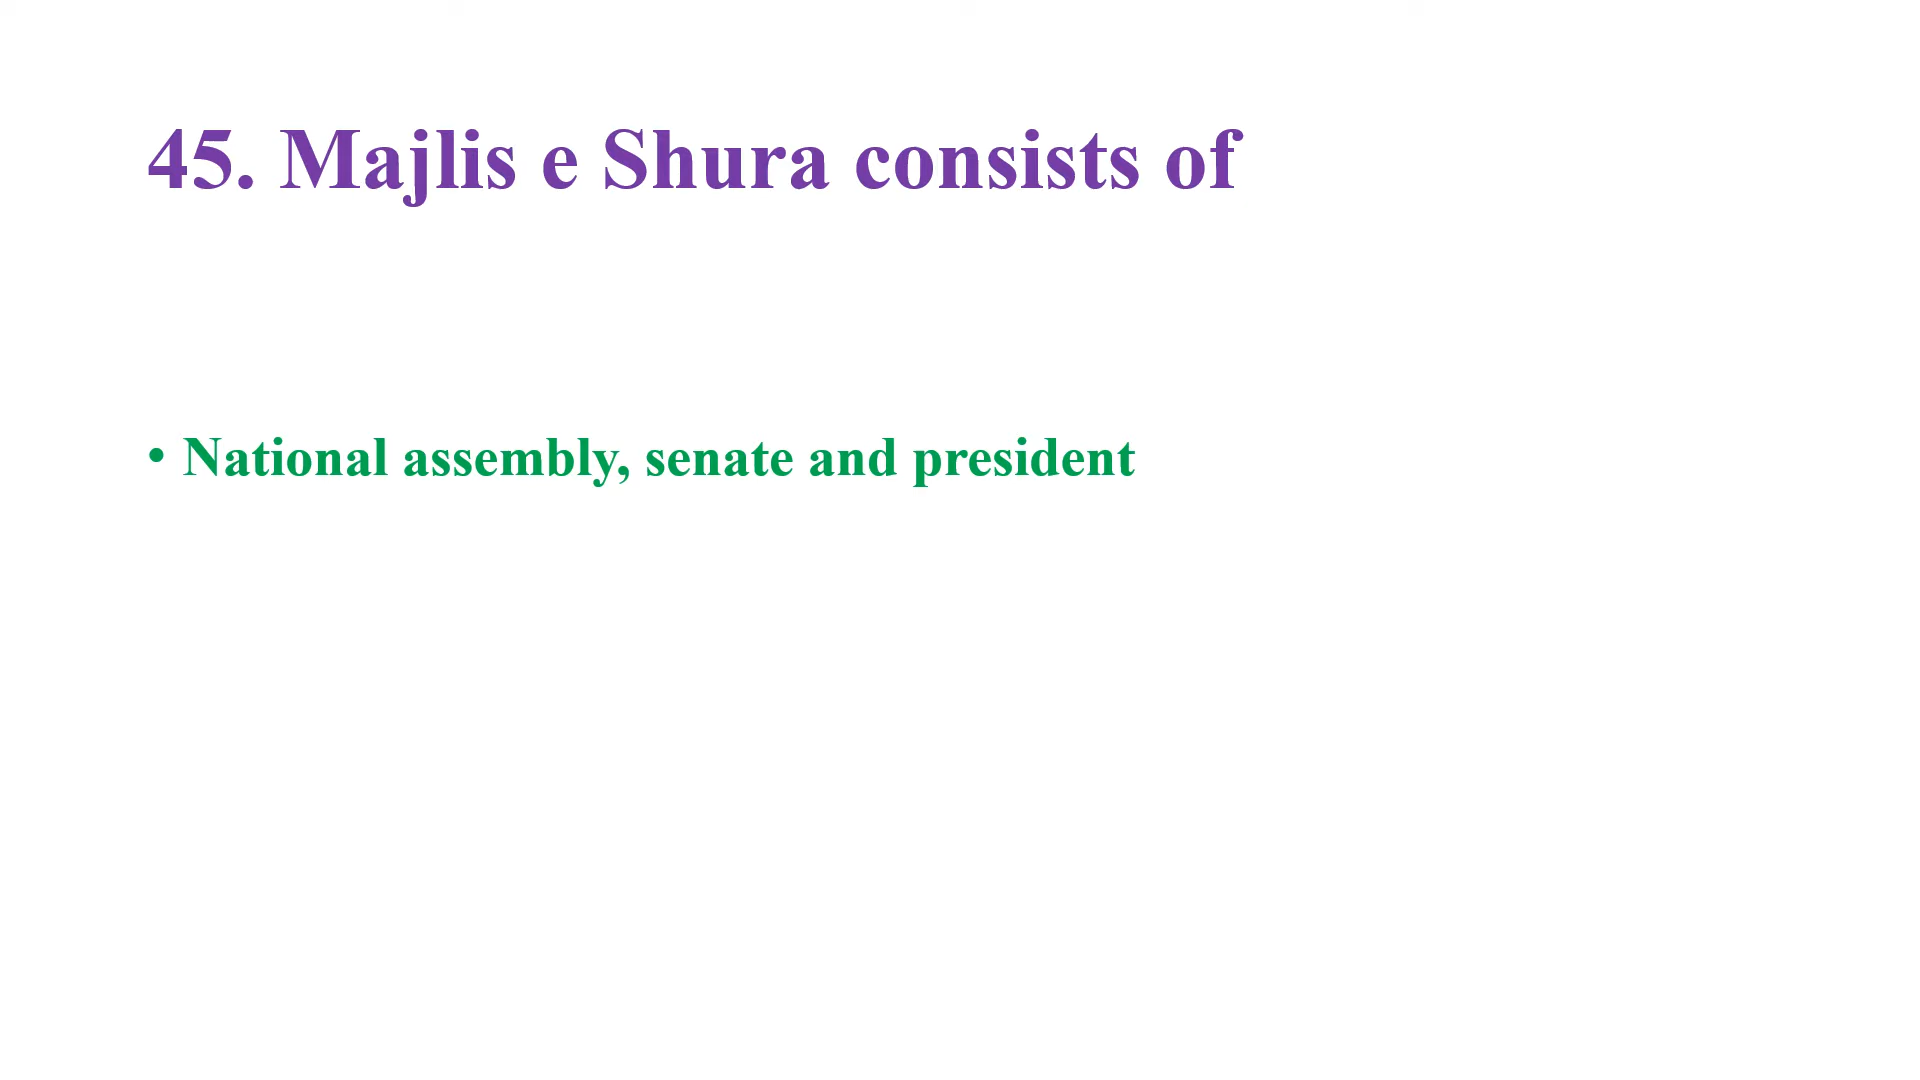 45. Majlis e Shura consists of
• National assembly, senate and president